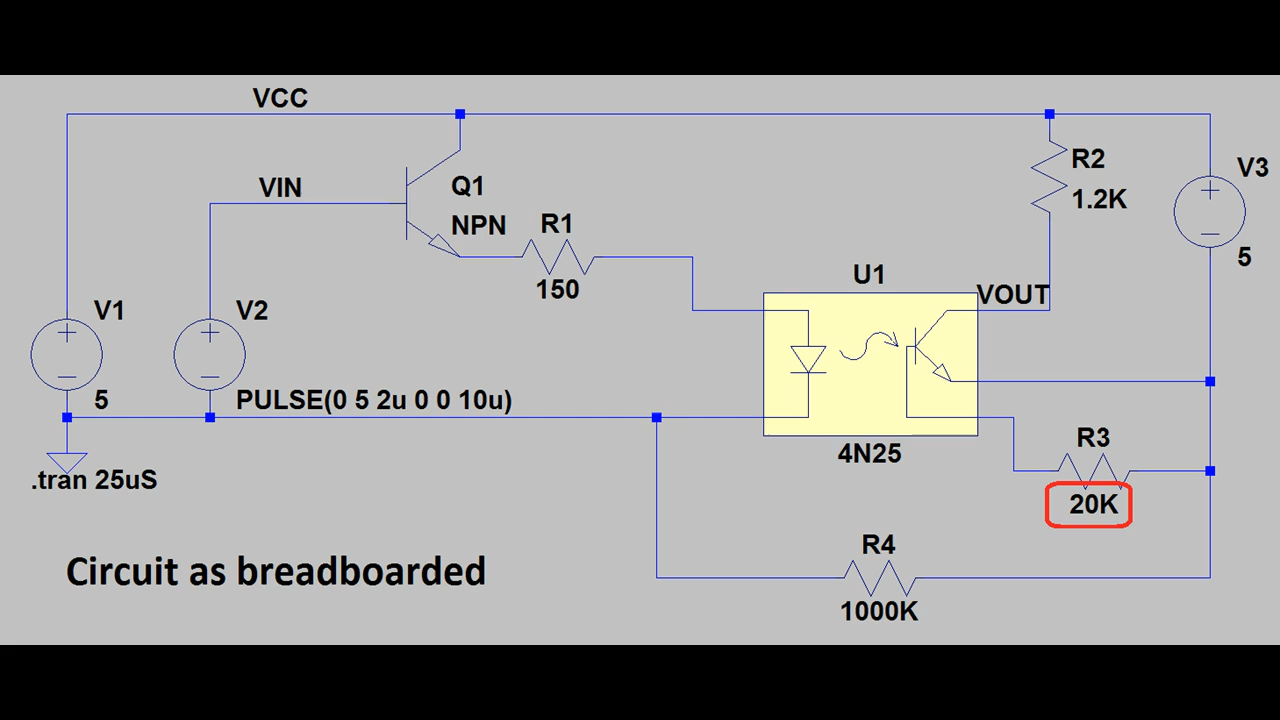 VCC
R2
1.2K
V3
5
VIN
Q1
NPN
R1
150
U1
VOUT
V1
5
V2
PULSE(0 5 2u 0 0 10u)
4N25
R3
20K
.tran 25uS
R4
1000K
Circuit as breadboarded